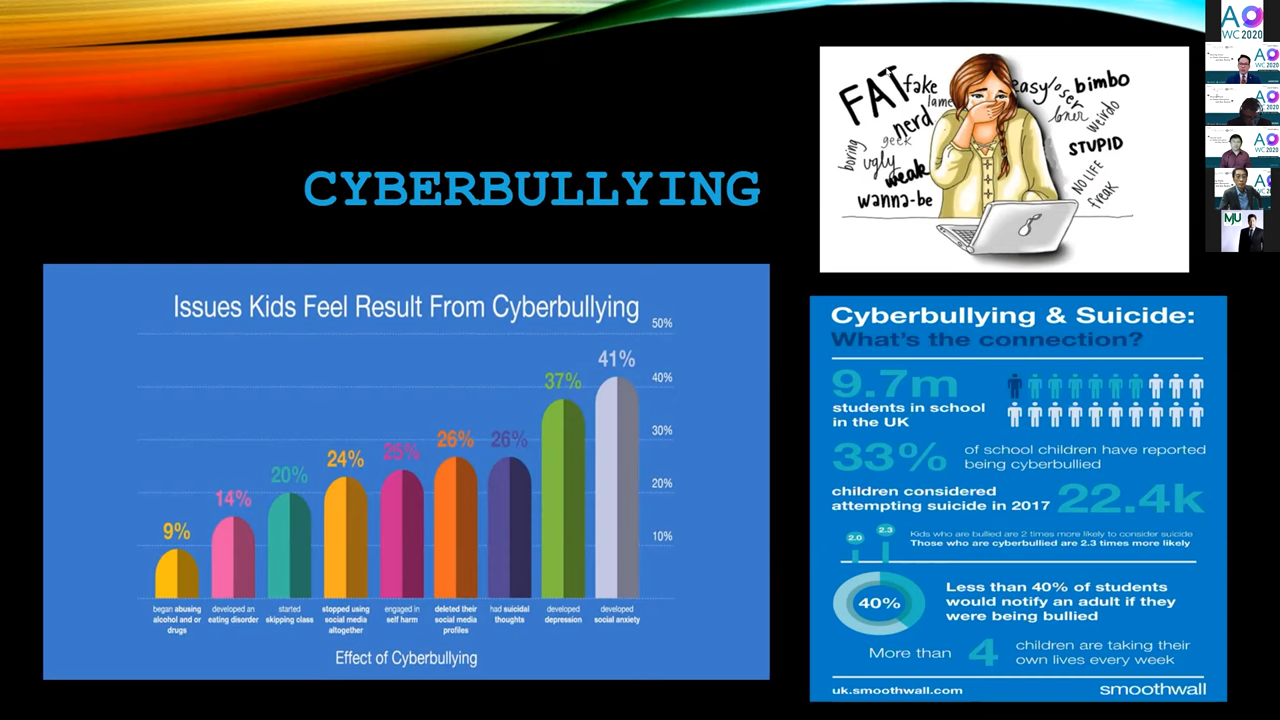 CYBERBULLYING
Issues Kids Feel Result From Cyberbullying
50%
40%
30%
20%
10%
9%
14%
20%
24%
25%
26%
26%
37%
41%
began abusing
alcohol and or
drugs
developed an
eating disorder
started
skipping class
stopped using
social media
altogether
engaged in
self harm
deleted their
social media
profiles
had suicidal
thoughts
developed
depression
developed
social anxiety
Effect of Cyberbullying
FAT
fake
lame
nerd
geek
boring
ugly
weak
wanna-be
easy
loser
bimbo
loner
weirdo
STUPID
NO LIFE
freak
Cyberbullying & Suicide:
What's the connection?
9.7m
students in school
in the UK
33%
of school children have reported
being cyberbullied
children considered
attempting suicide in 2017
22.4k
2.0
2.3
Kids who are bullied are 2 times more likely to consider suicide
Those who are cyberbullied are 2.3 times more likely
40%
Less than 40% of students
would notify an adult if they
were being bullied
More than
4
children are taking their
own lives every week
uk.smoothwall.com
smoothwall
AO
WC 2020
MJU